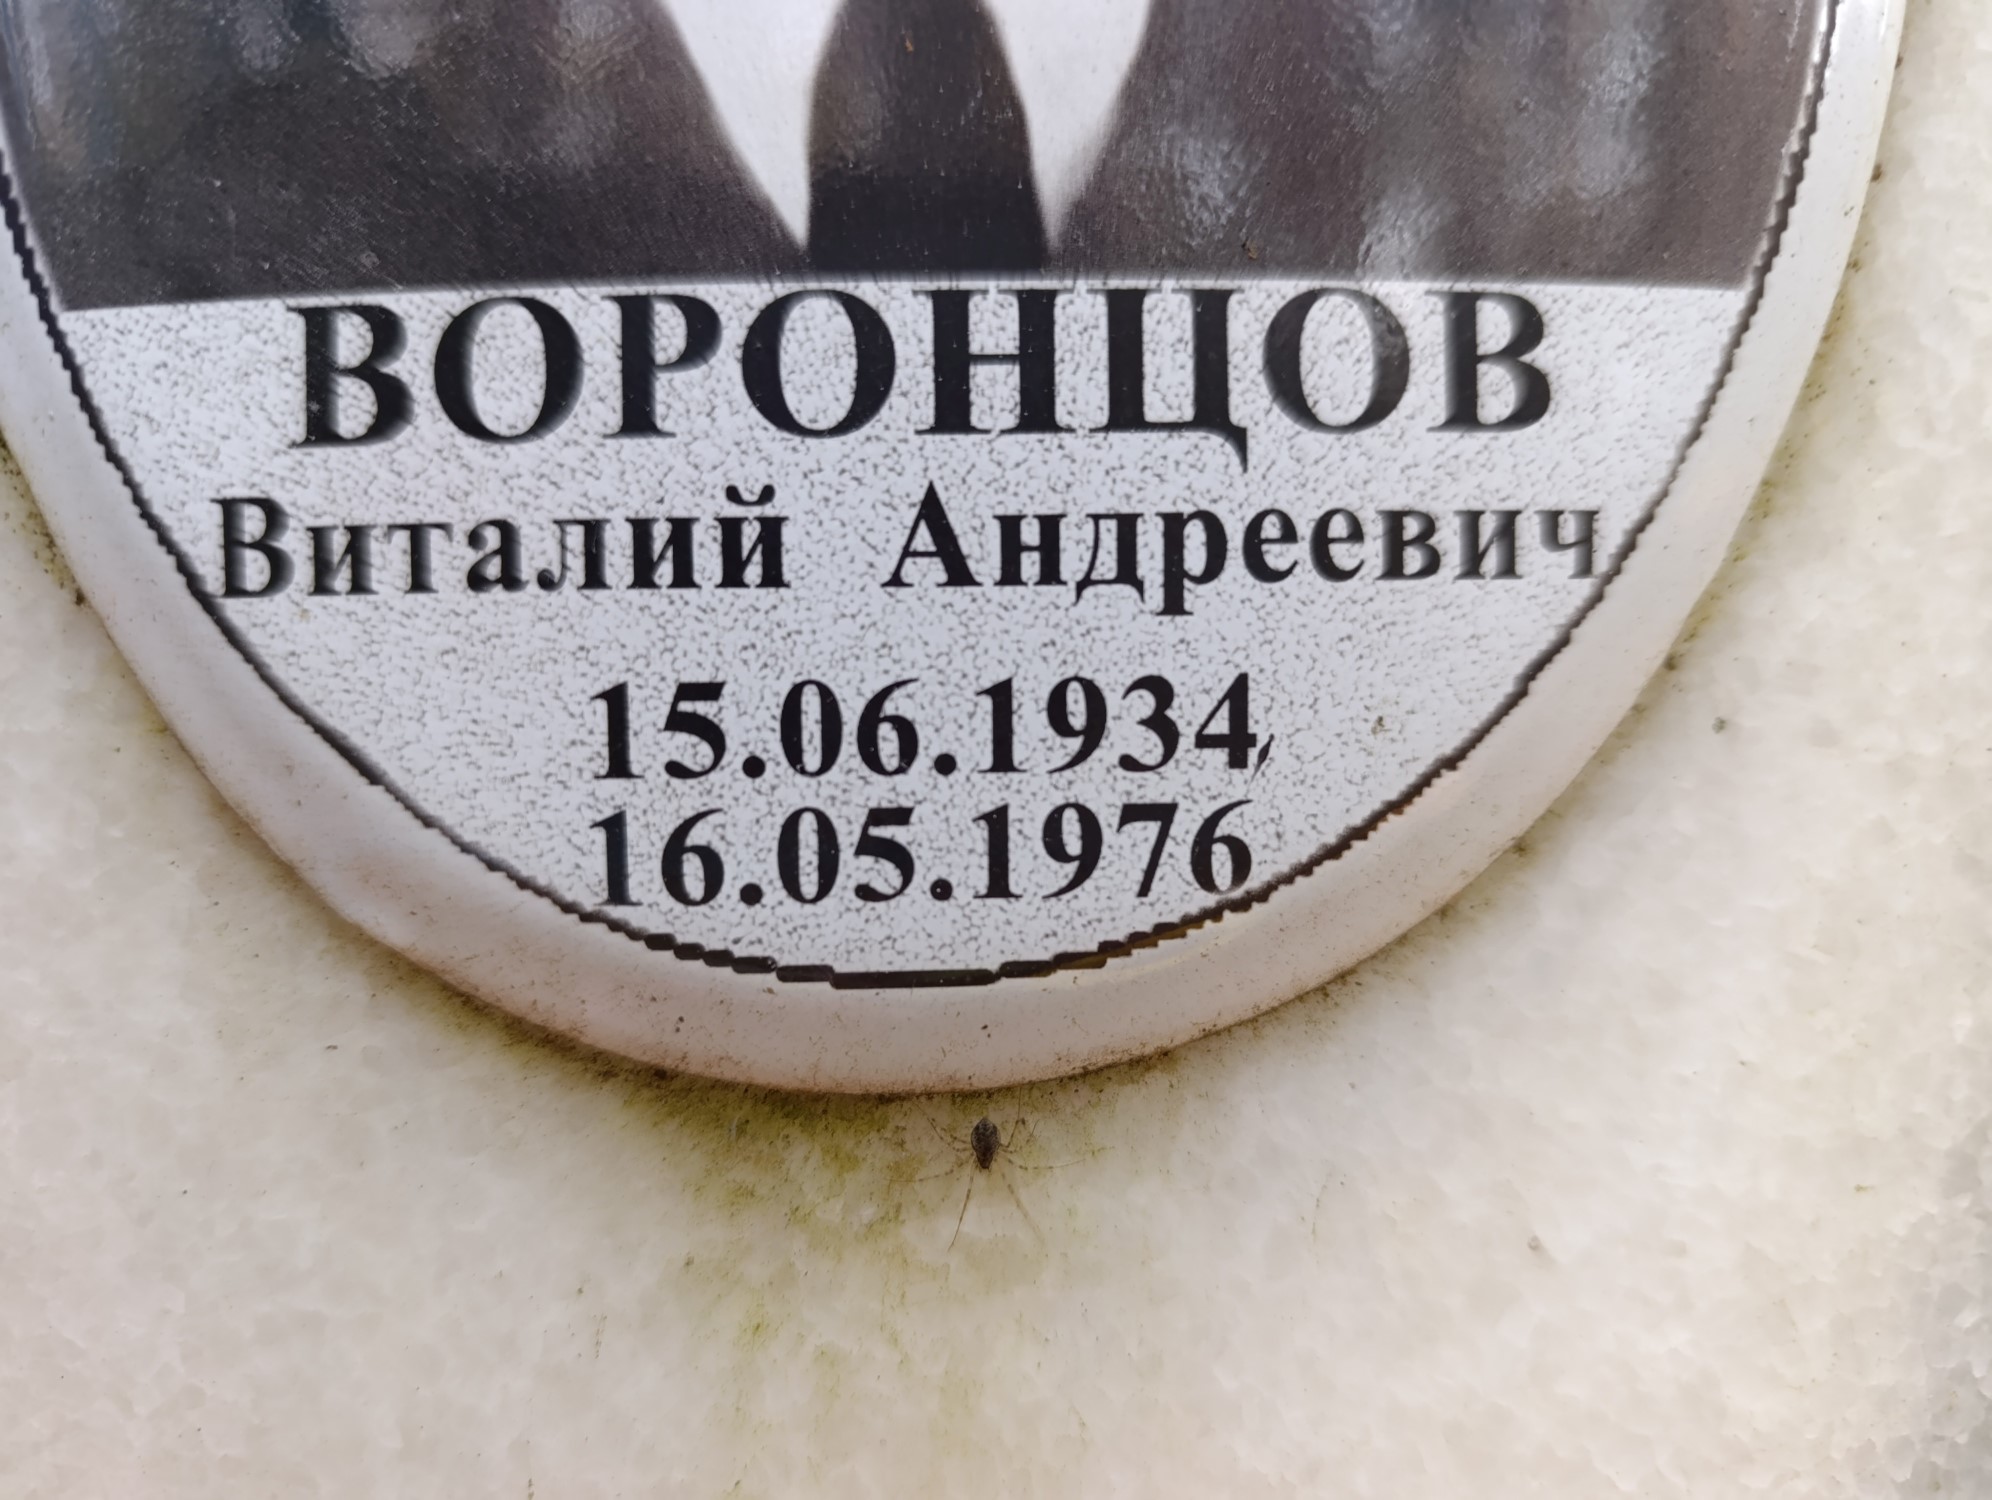 ВОРОНЦОВ
Виталий Андреевич
15.06.1934
16.05.1976